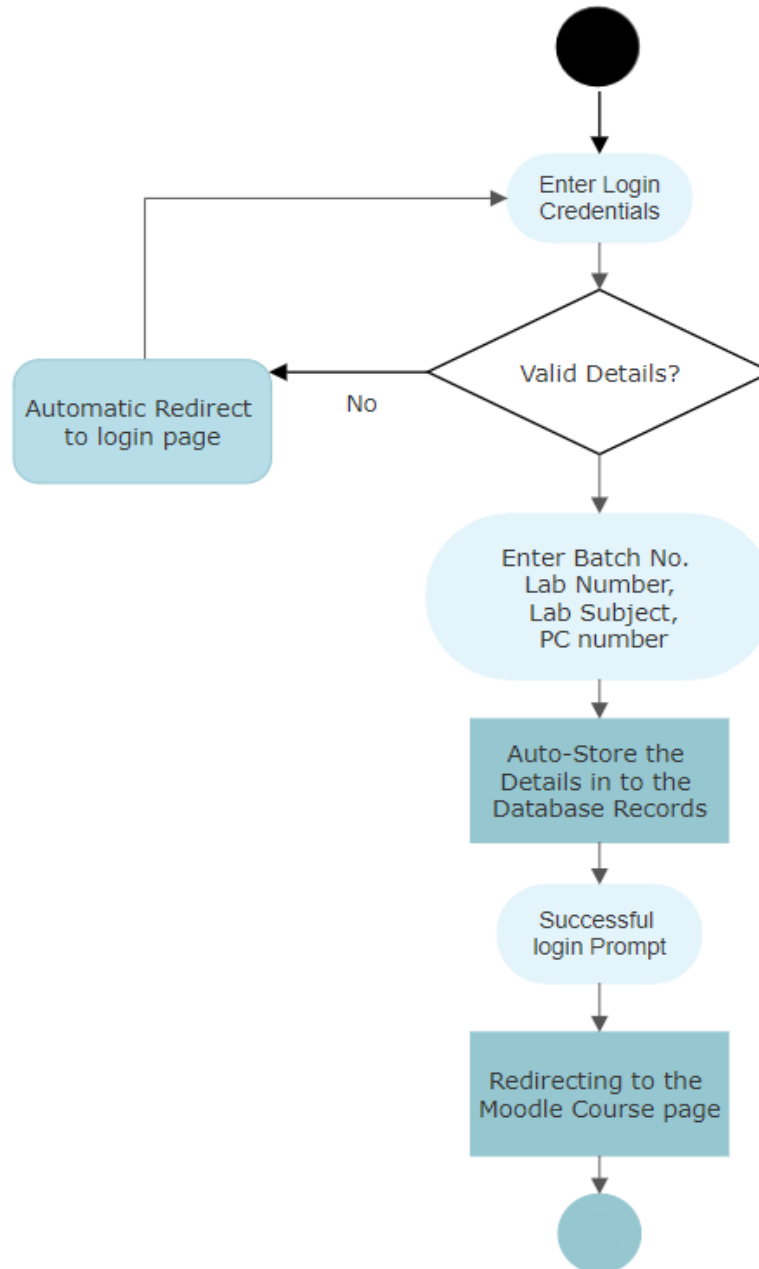 Enter Login
Credentials
Valid Details?
No
Automatic Redirect
to login page
Enter Batch No.
Lab Number,
Lab Subject,
PC number
Auto-Store the
Details in to the
Database Records
Successful
login Prompt
Redirecting to the
Moodle Course page